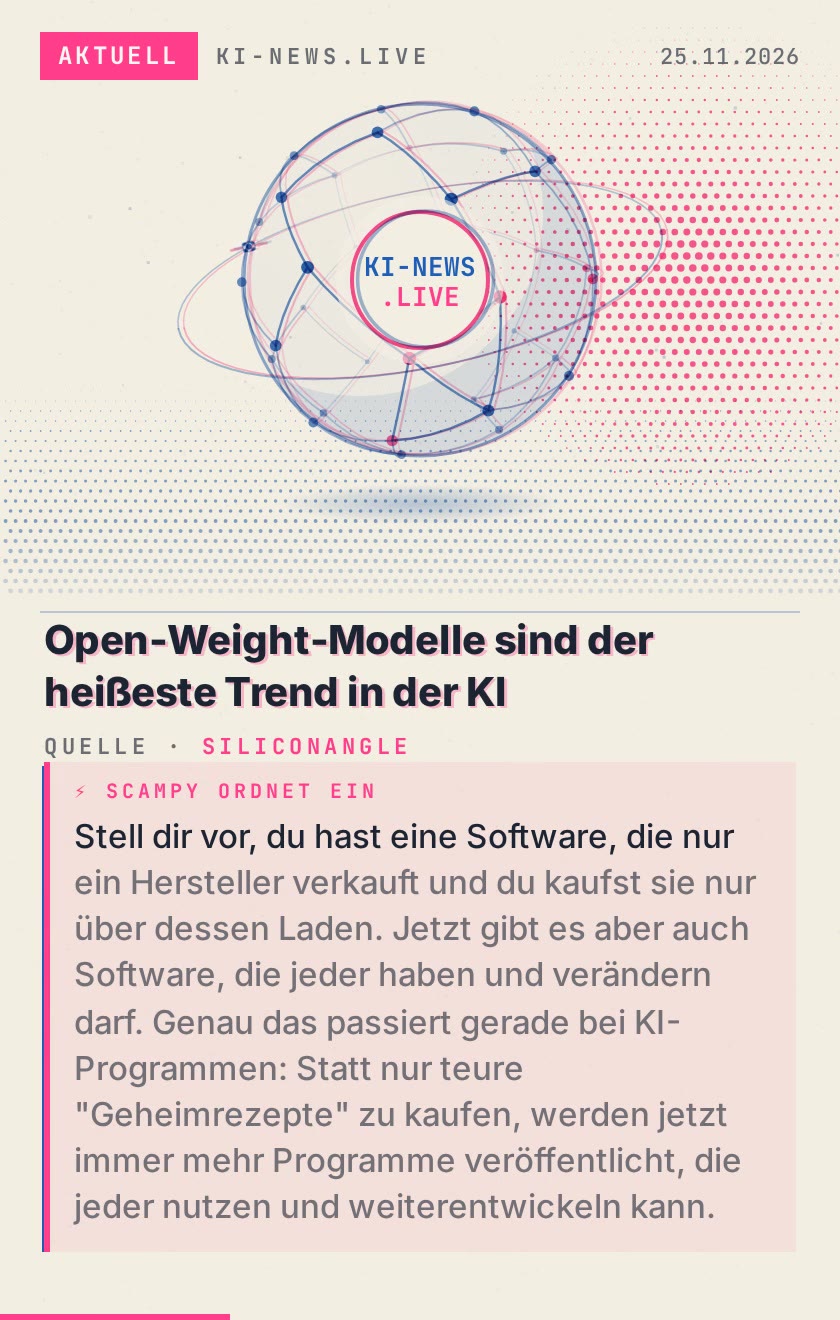 AKTUELL KI-NEWS.LIVE 25.11.2026
KI-NEWS
.LIVE
Open-Weight-Modelle sind der
heißeste Trend in der KI
QUELLE · SILICONANGLE
⚡ SCAMPY ORDNET EIN
Stell dir vor, du hast eine Software, die nur
ein Hersteller verkauft und du kaufst sie nur
über dessen Laden. Jetzt gibt es aber auch
Software, die jeder haben und verändern
darf. Genau das passiert gerade bei KI-
Programmen: Statt nur teure
"Geheimrezepte" zu kaufen, werden jetzt
immer mehr Programme veröffentlicht, die
jeder nutzen und weiterentwickeln kann.